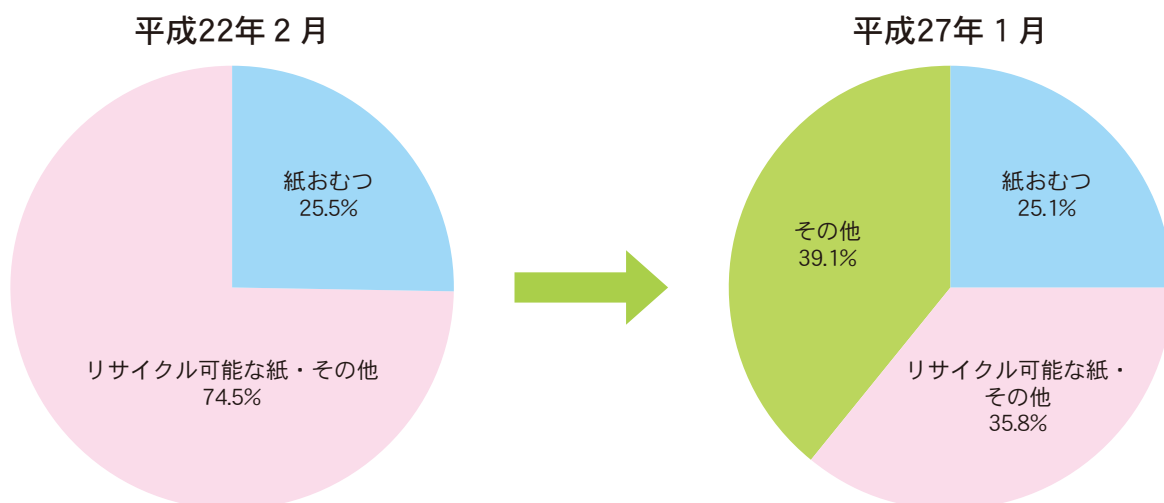 平成22年2月
紙おむつ
25.5%
リサイクル可能な紙・その他
74.5%
平成27年1月
紙おむつ
25.1%
その他
39.1%
リサイクル可能な紙・
その他
35.8%